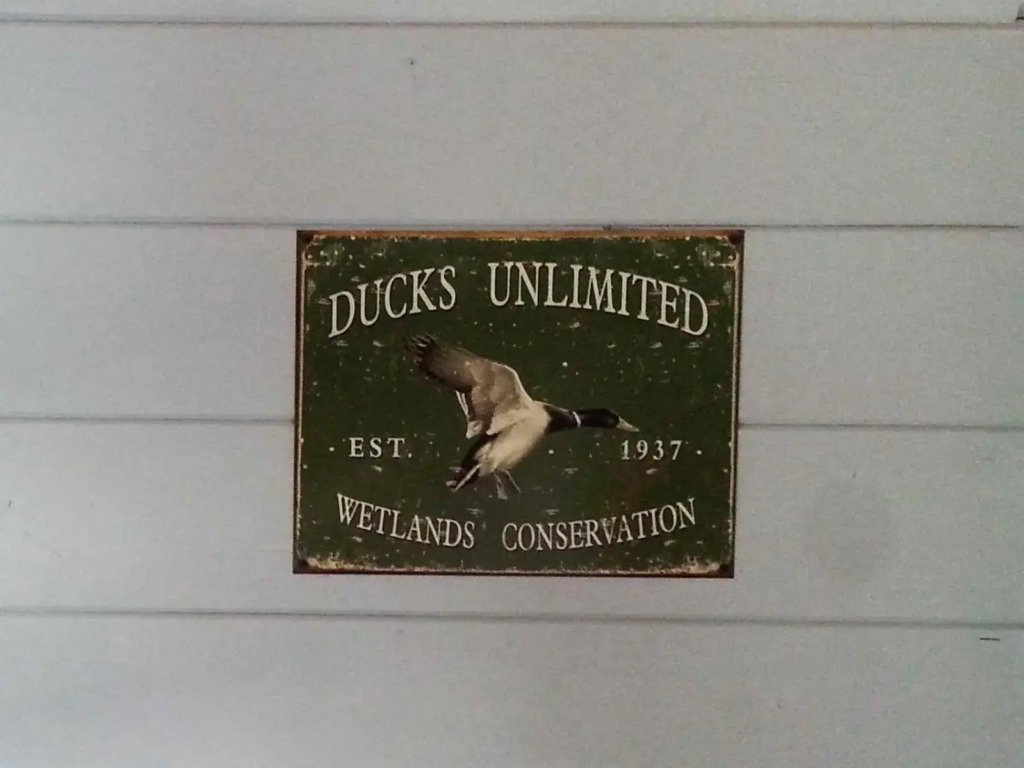 DUCKS UNLIMITED
· EST. 1937 ·
WETLANDS CONSERVATION